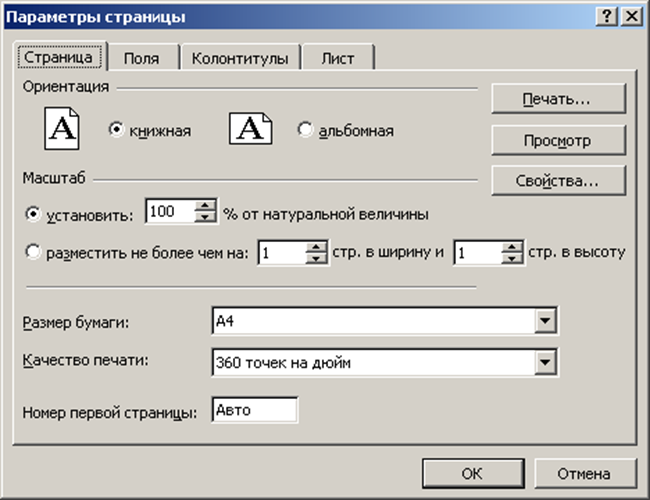 Параметры страницы
Страница Поля Колонтитулы Лист
Ориентация
A книжная A альбомная
Печать...
Просмотр
Свойства...
Масштаб
установить: 100 % от натуральной величины
разместить не более чем на: 1 стр. в ширину и 1 стр. в высоту
Размер бумаги: A4
Качество печати: 360 точек на дюйм
Номер первой страницы: Авто
ОК Отмена